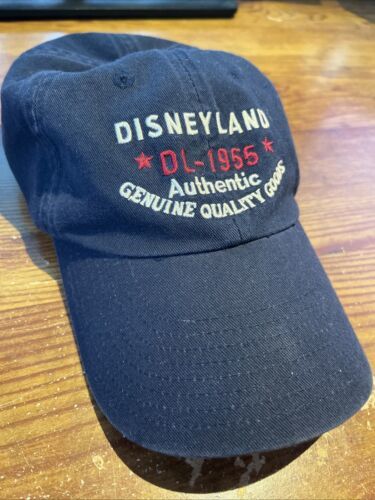 DISNEYLAND
★ DL-1955 ★
Authentic
GENUINE QUALITY GOODS